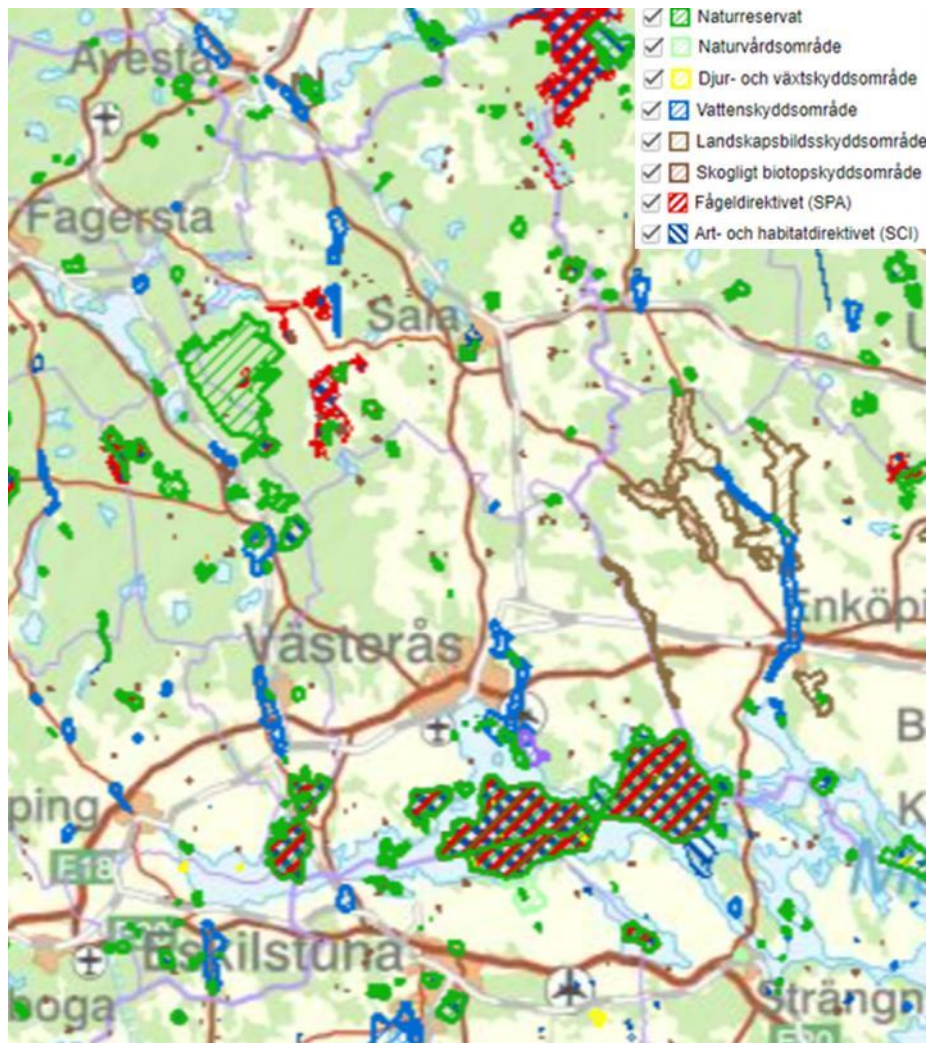 Naturreservat
Naturvårdsområde
Djur- och växtskyddsområde
Vattenskyddsområde
Landskapsbildsskyddsområde
Skogligt biotopskyddsområde
Fågeldirektivet (SPA)
Art- och habitatdirektivet (SCI)
Avesta
Fagersta
Sala
U
Enköpi
Västerås
B
ping
K
E18
Eskilstuna
boga
Strängn
E20